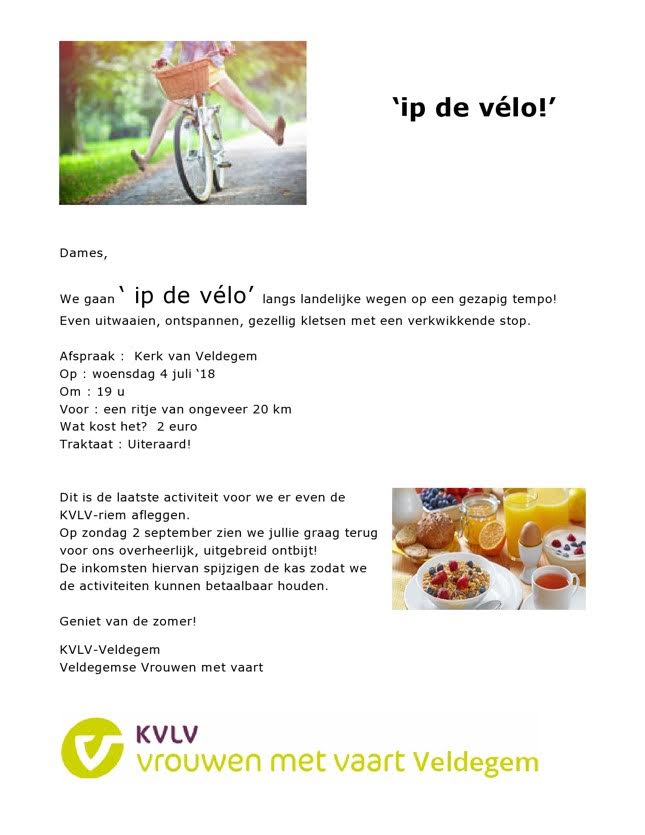 ‘ip de vélo!’
Dames,
We gaan ‘ ip de vélo’ langs landelijke wegen op een gezapig tempo!
Even uitwaaien, ontspannen, gezellig kletsen met een verkwikkende stop.
Afspraak :  Kerk van Veldegem
Op : woensdag 4 juli ‘18
Om : 19 u
Voor : een ritje van ongeveer 20 km
Wat kost het?  2 euro
Traktaat : Uiteraard!
Dit is de laatste activiteit voor we er even de
KVLV-riem afleggen.
Op zondag 2 september zien we jullie graag terug
voor ons overheerlijk, uitgebreid ontbijt!
De inkomsten hiervan spijzigen de kas zodat we
de activiteiten kunnen betaalbaar houden.
Geniet van de zomer!
KVLV-Veldegem
Veldegemse Vrouwen met vaart
KVLV
vrouwen met vaart Veldegem